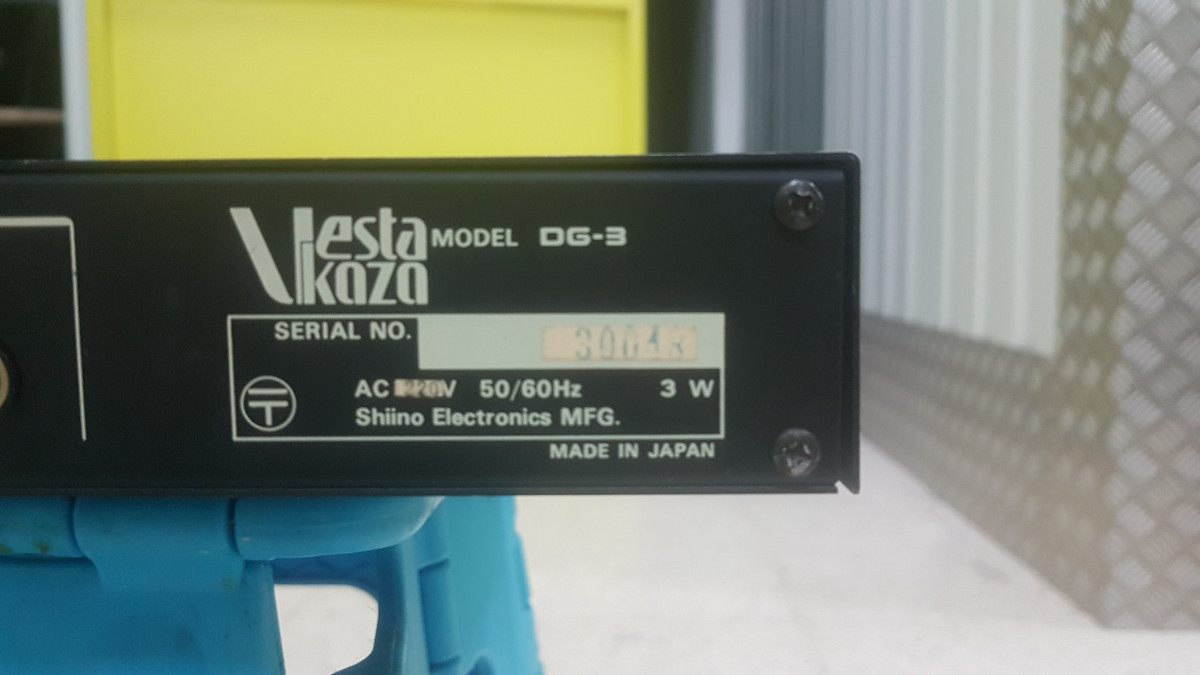 Vesta
Kaza
MODEL DG-3
SERIAL NO.
AC 220V 50/60Hz 3 W
Shiino Electronics MFG.
MADE IN JAPAN